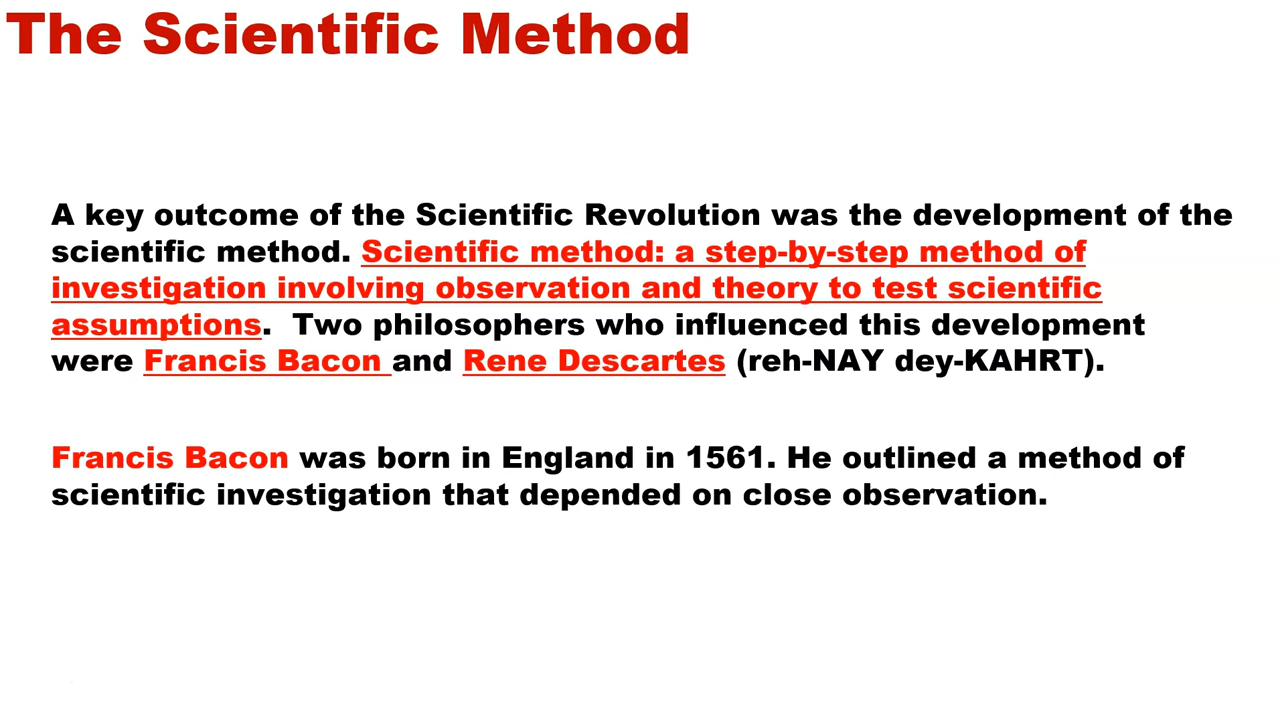 The Scientific Method
A key outcome of the Scientific Revolution was the development of the
scientific method. Scientific method: a step-by-step method of
investigation involving observation and theory to test scientific
assumptions.  Two philosophers who influenced this development
were Francis Bacon and Rene Descartes (reh-NAY dey-KAHRT).
Francis Bacon was born in England in 1561. He outlined a method of
scientific investigation that depended on close observation.